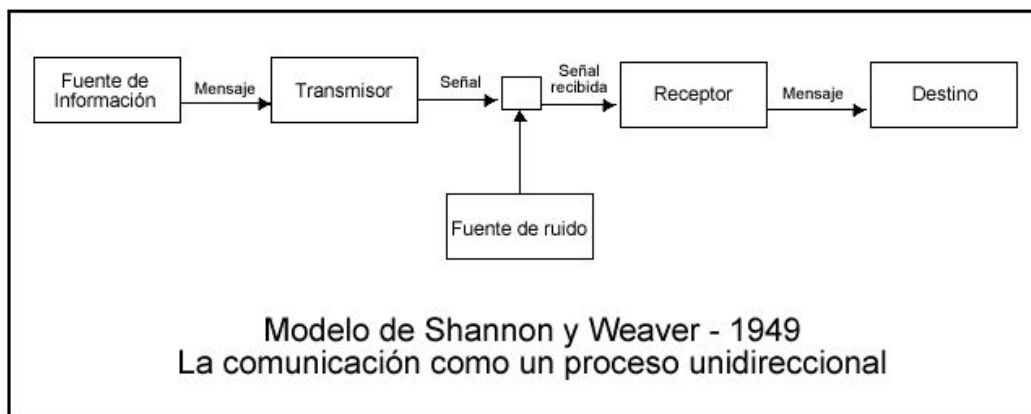 Fuente de
Información
Mensaje
Transmisor
Señal
Señal
recibida
Receptor
Mensaje
Destino
Fuente de ruido
Modelo de Shannon y Weaver - 1949
La comunicación como un proceso unidireccional